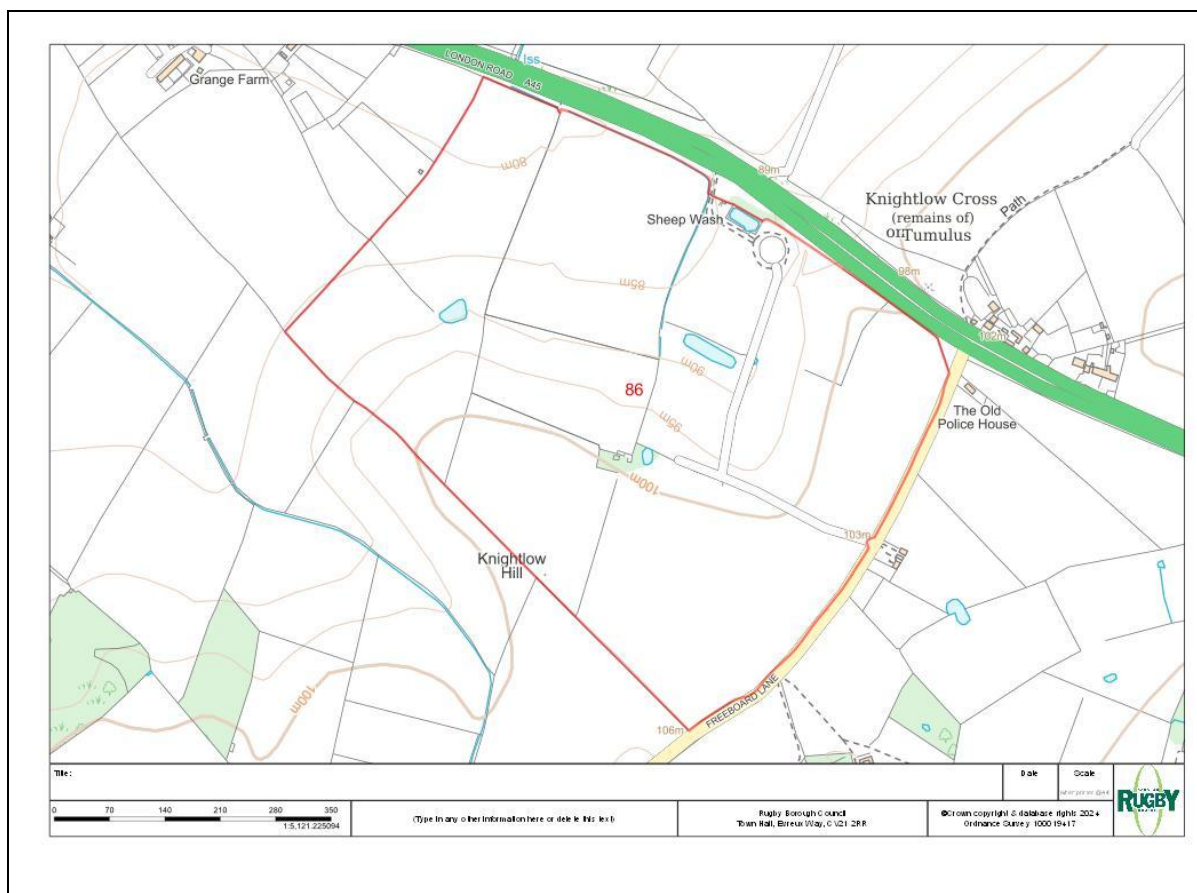 Iss
LONDON ROAD A45
Grange Farm
80m
89m
Knightlow Cross
(remains of)
on Tumulus
Path
Sheep Wash
98m
85m
102m
90m
86
The Old
Police House
95m
100m
103m
Knightlow
Hill
100m
FREEBOARD LANE
106m
Title:
Date
Scale
0 70 140 210 280 350
1:5,121.225094
(Type in any other information here or delete this text)
Rugby Borough Council
Town Hall, Evreux Way, CV21 2RR
©Crown copyright & database rights 2024
Ordnance Survey 100019417
RUGBY